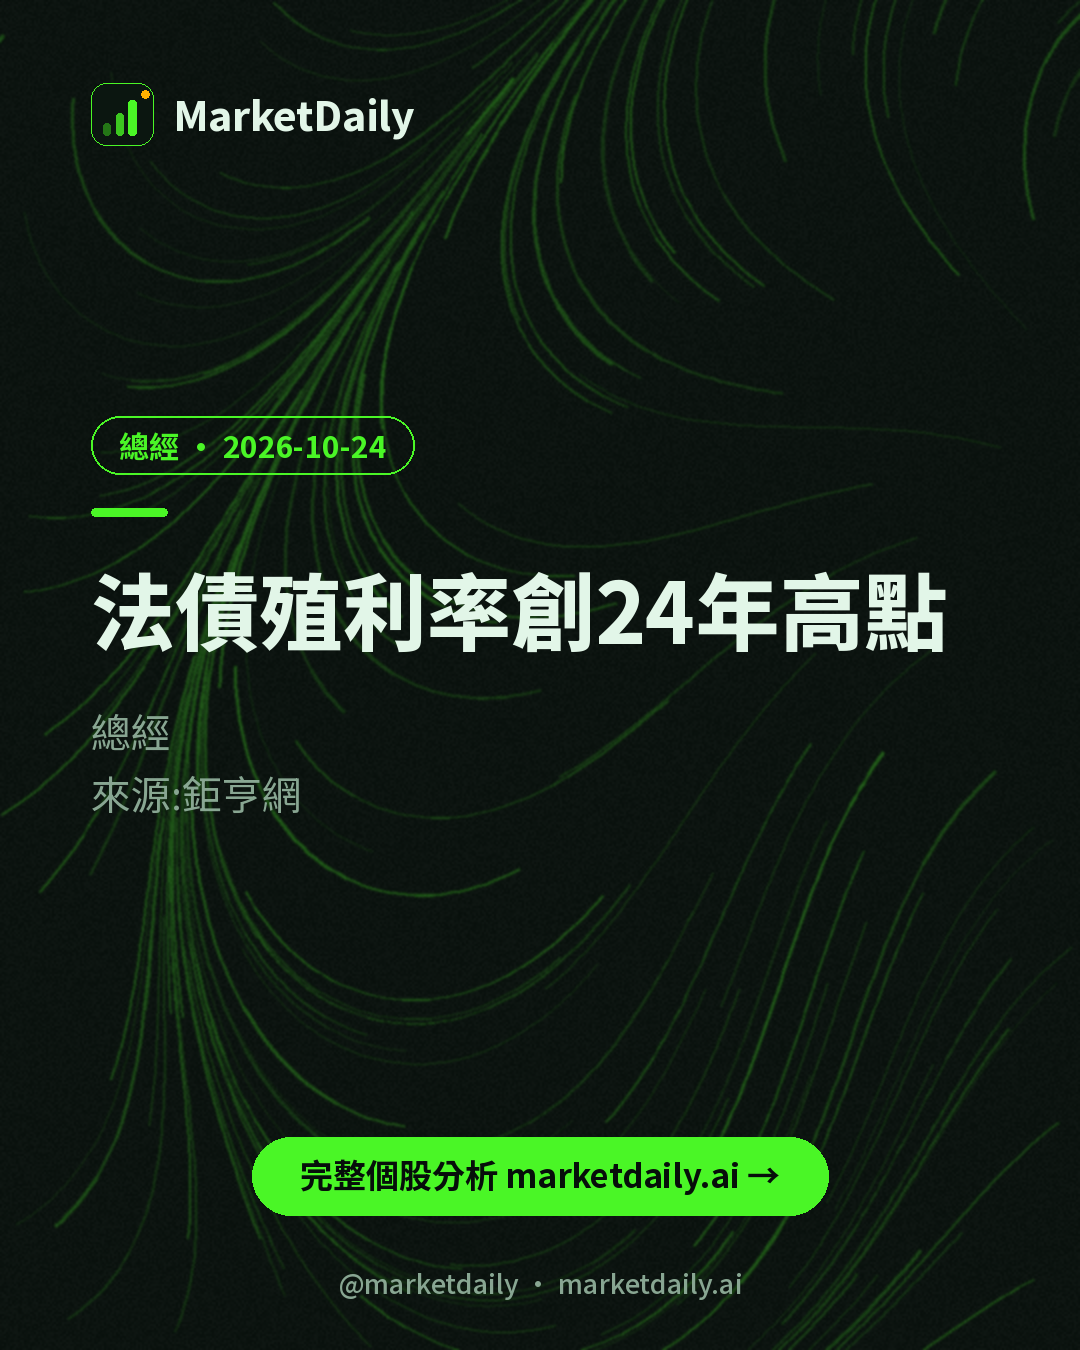 MarketDaily
總經 • 2026-10-24
法債殖利率創24年高點
總經
來源:鉅亨網
完整個股分析 marketdaily.ai →
@marketdaily • marketdaily.ai